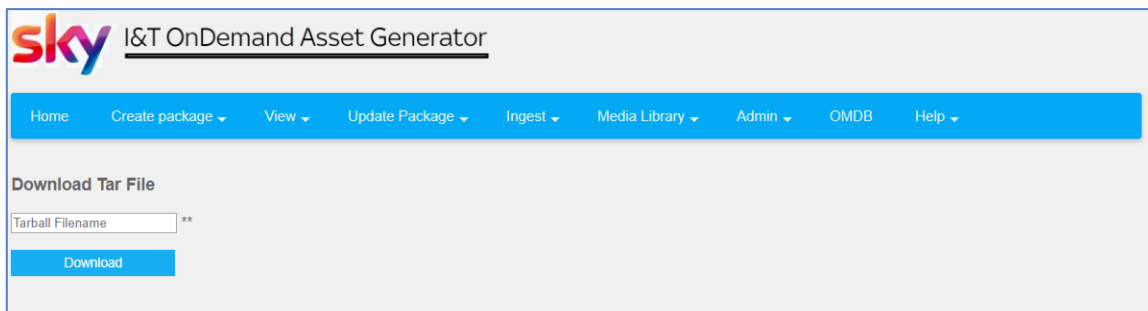 sky I&T OnDemand Asset Generator
Home Create package View Update Package Ingest Media Library Admin OMDB Help
Download Tar File
Tarball Filename **
Download